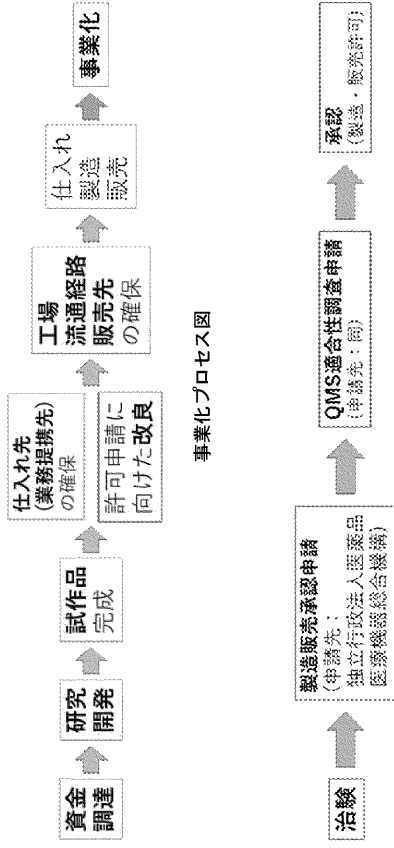 資金
調達
研究
開発
試作品
完成
仕入れ先
(業務提携先)
の確保
許可申請に
向けた改良
工場
流通経路
販売先
の確保
仕入れ
製造
販売
事業化
事業化プロセス図
治験
製造販売承認申請
(申請先：
独立行政法人医薬品
医療機器総合機構)
QMS適合性調査申請
(申請先：同)
承認
(製造・販売許可)